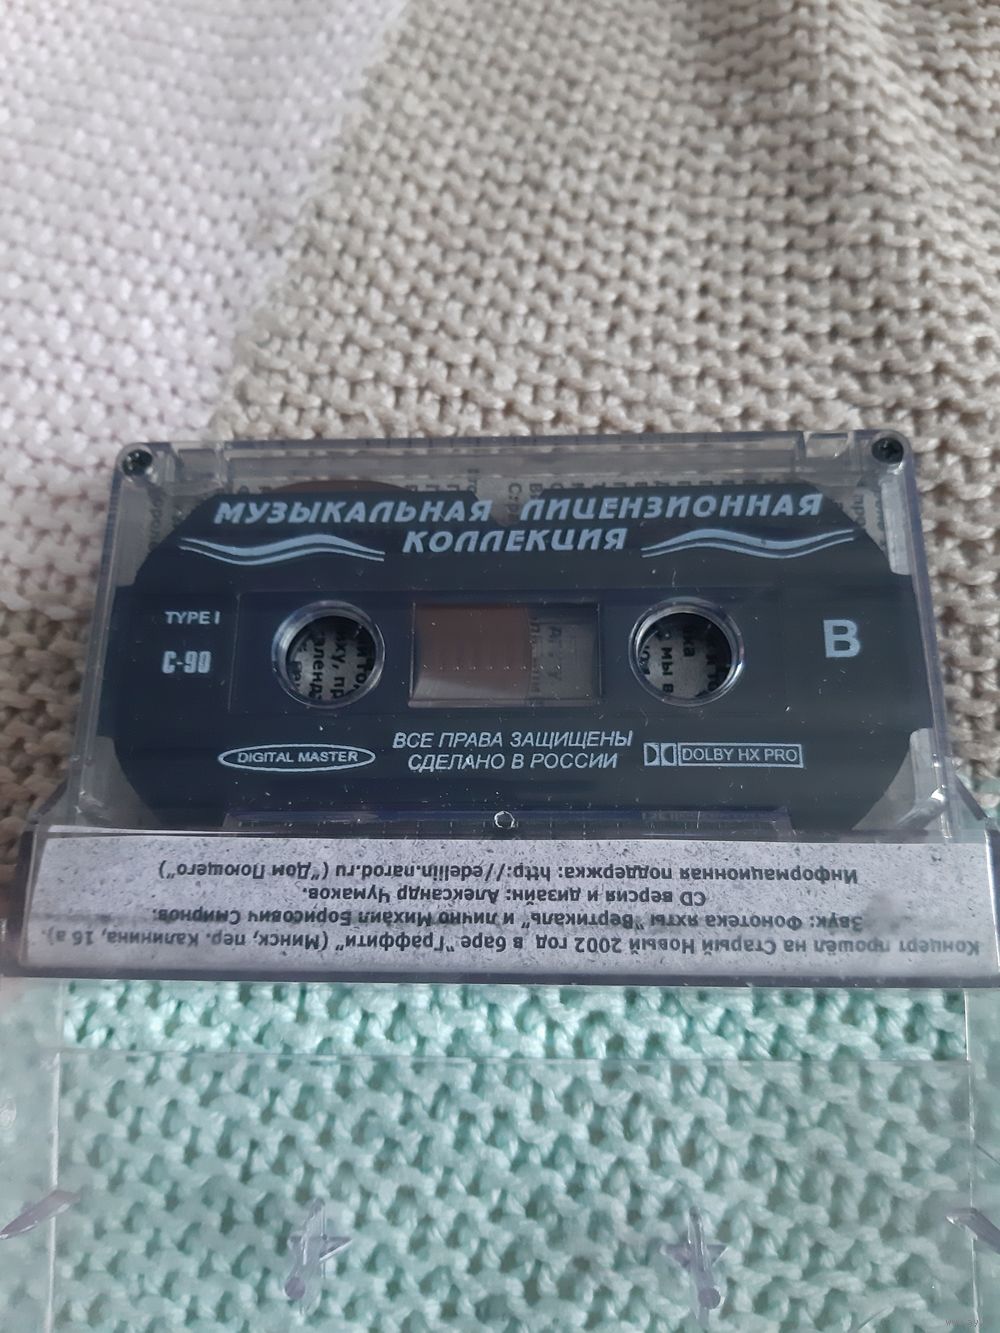 МУЗЫКАЛЬНАЯ ЛИЦЕНЗИОННАЯ
КОЛЛЕКЦИЯ
TYPE I
C-90
B
DIGITAL MASTER
ВСЕ ПРАВА ЗАЩИЩЕНЫ
СДЕЛАНО В РОССИИ
DOLBY HX PRO
Концерт прошёл на Старый Новый 2002 год в баре "Граффити" (Минск, пер. Калинина, 16 а).
Звук: Фонотека яхты "Вертикаль" и лично Михаил Борисович Смирнов.
CD версия и дизайн: Александр Чумаков.
Информационная поддержка: http://edeliin.narod.ru ("Дом Поющего")